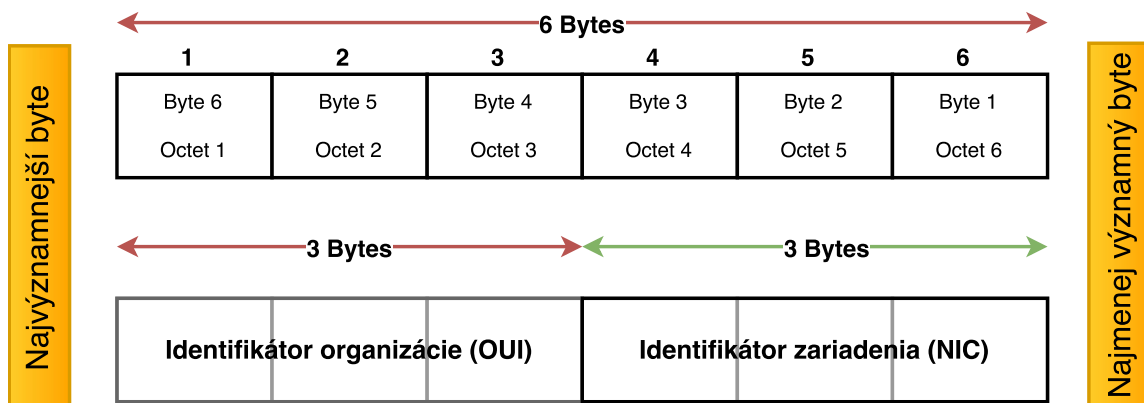 6 Bytes
1 2 3 4 5 6
Byte 6 Byte 5 Byte 4 Byte 3 Byte 2 Byte 1
Octet 1 Octet 2 Octet 3 Octet 4 Octet 5 Octet 6
Najvýznamnejší byte
Najmenej významný byte
3 Bytes 3 Bytes
Identifikátor organizácie (OUI) Identifikátor zariadenia (NIC)